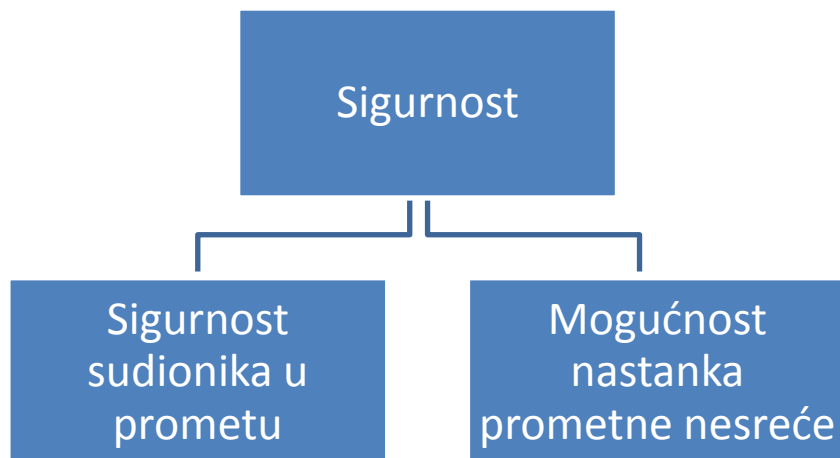 Sigurnost
Sigurnost
sudionika u
prometu
Mogućnost
nastanka
prometne nesreće